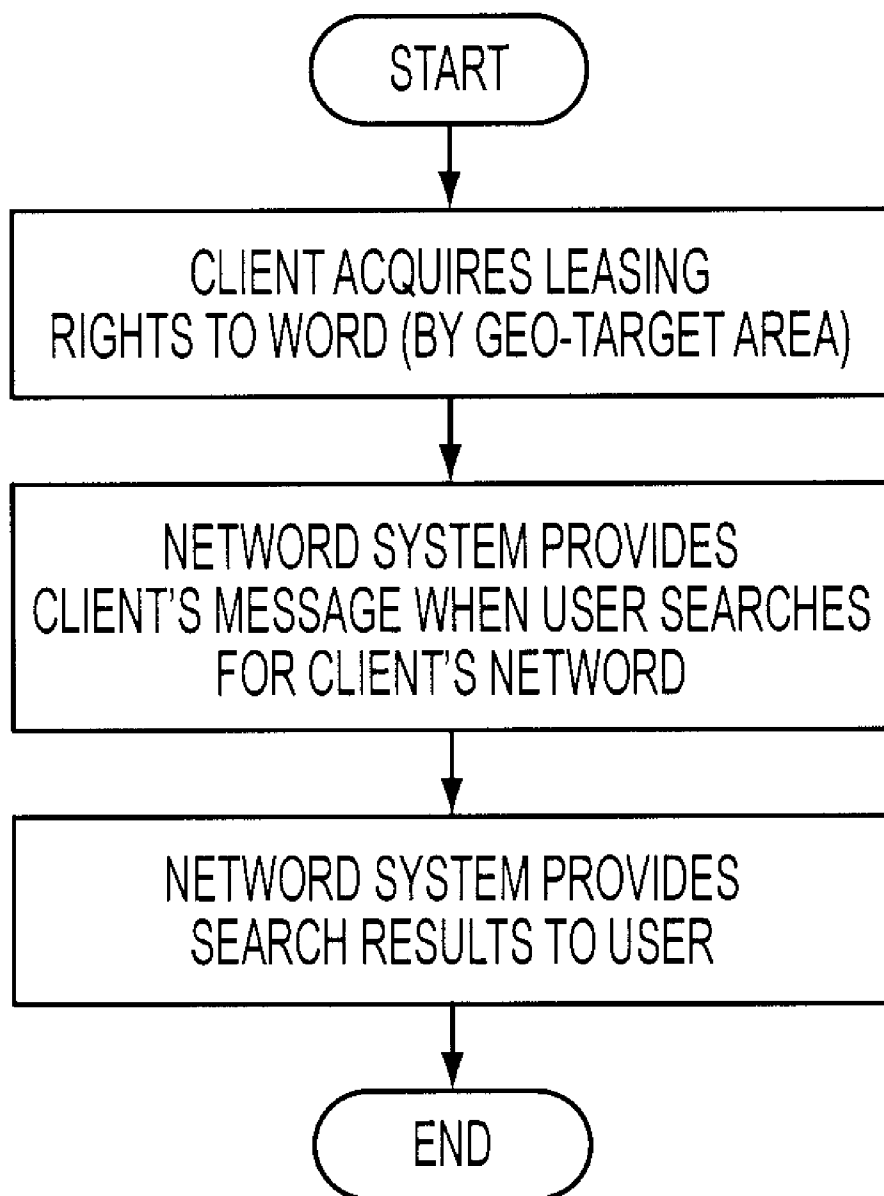 START
CLIENT ACQUIRES LEASING
RIGHTS TO WORD (BY GEO-TARGET AREA)
NETWORD SYSTEM PROVIDES
CLIENT'S MESSAGE WHEN USER SEARCHES
FOR CLIENT'S NETWORD
NETWORD SYSTEM PROVIDES
SEARCH RESULTS TO USER
END